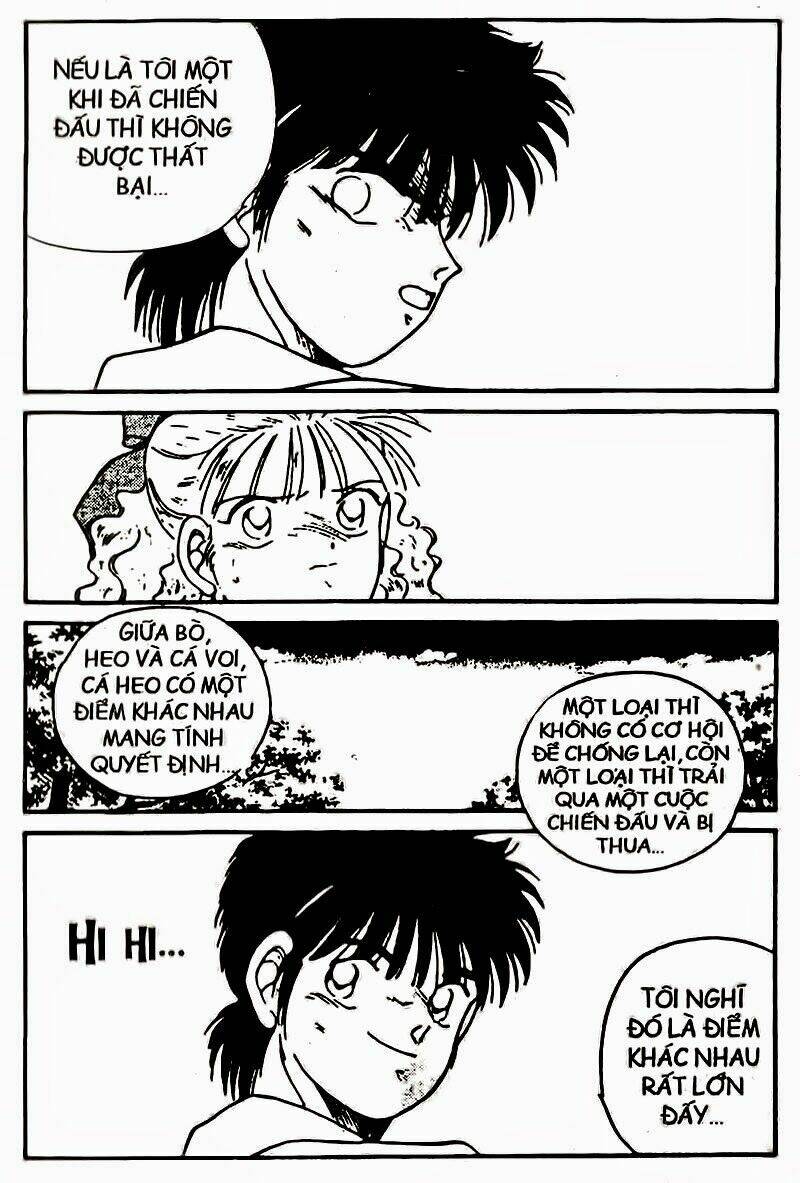 NẾU LÀ TÔI MỘT
KHI ĐÃ CHIẾN
ĐẤU THÌ KHÔNG
ĐƯỢC THẤT
BẠI...
GIỮA BÒ,
HEO VÀ CÁ VOI,
CÁ HEO CÓ MỘT
ĐIỂM KHÁC NHAU
MANG TÍNH
QUYẾT ĐỊNH...
MỘT LOẠI THÌ
KHÔNG CÓ CƠ HỘI
ĐỂ CHỐNG LẠI, CÒN
MỘT LOẠI THÌ TRẢI
QUA MỘT CUỘC
CHIẾN ĐẤU VÀ BỊ
THUA...
HI HI...
TÔI NGHĨ
ĐÓ LÀ ĐIỂM
KHÁC NHAU
RẤT LỚN
ĐẤY...